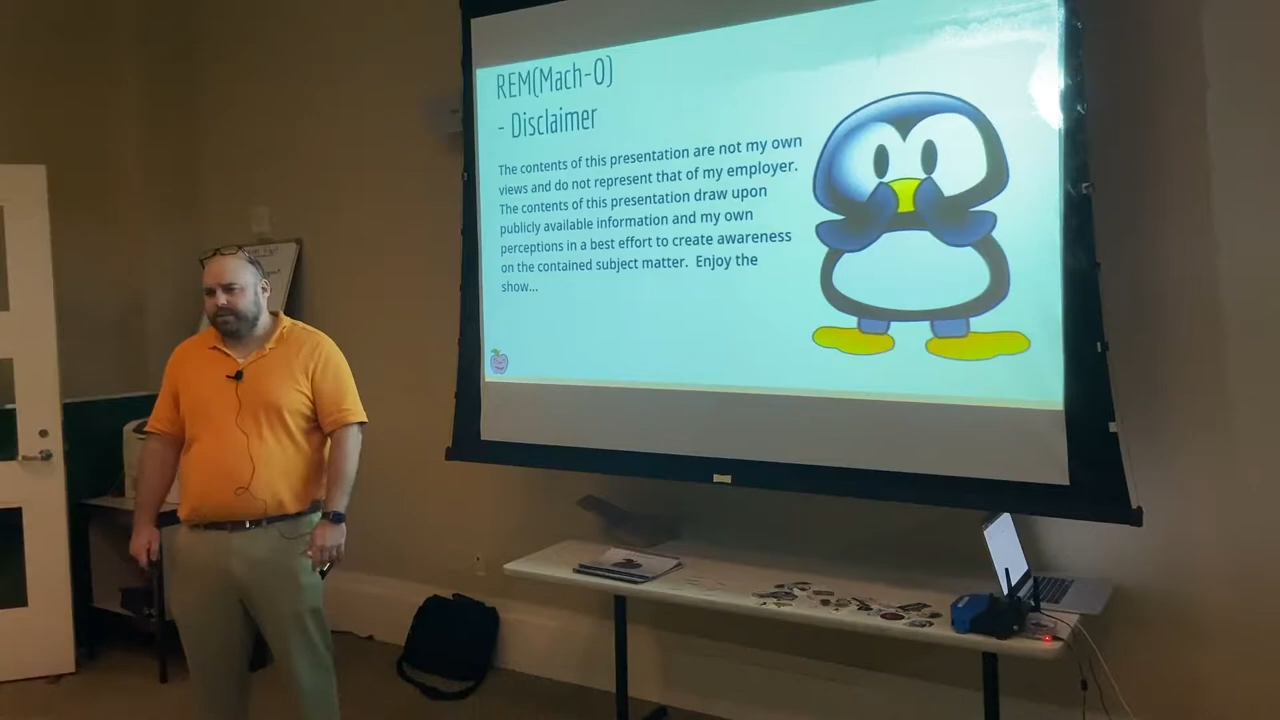 REM(Mach-O)
- Disclaimer
The contents of this presentation are not my own
views and do not represent that of my employer.
The contents of this presentation draw upon
publicly available information and my own
perceptions in a best effort to create awareness
on the contained subject matter. Enjoy the
show...